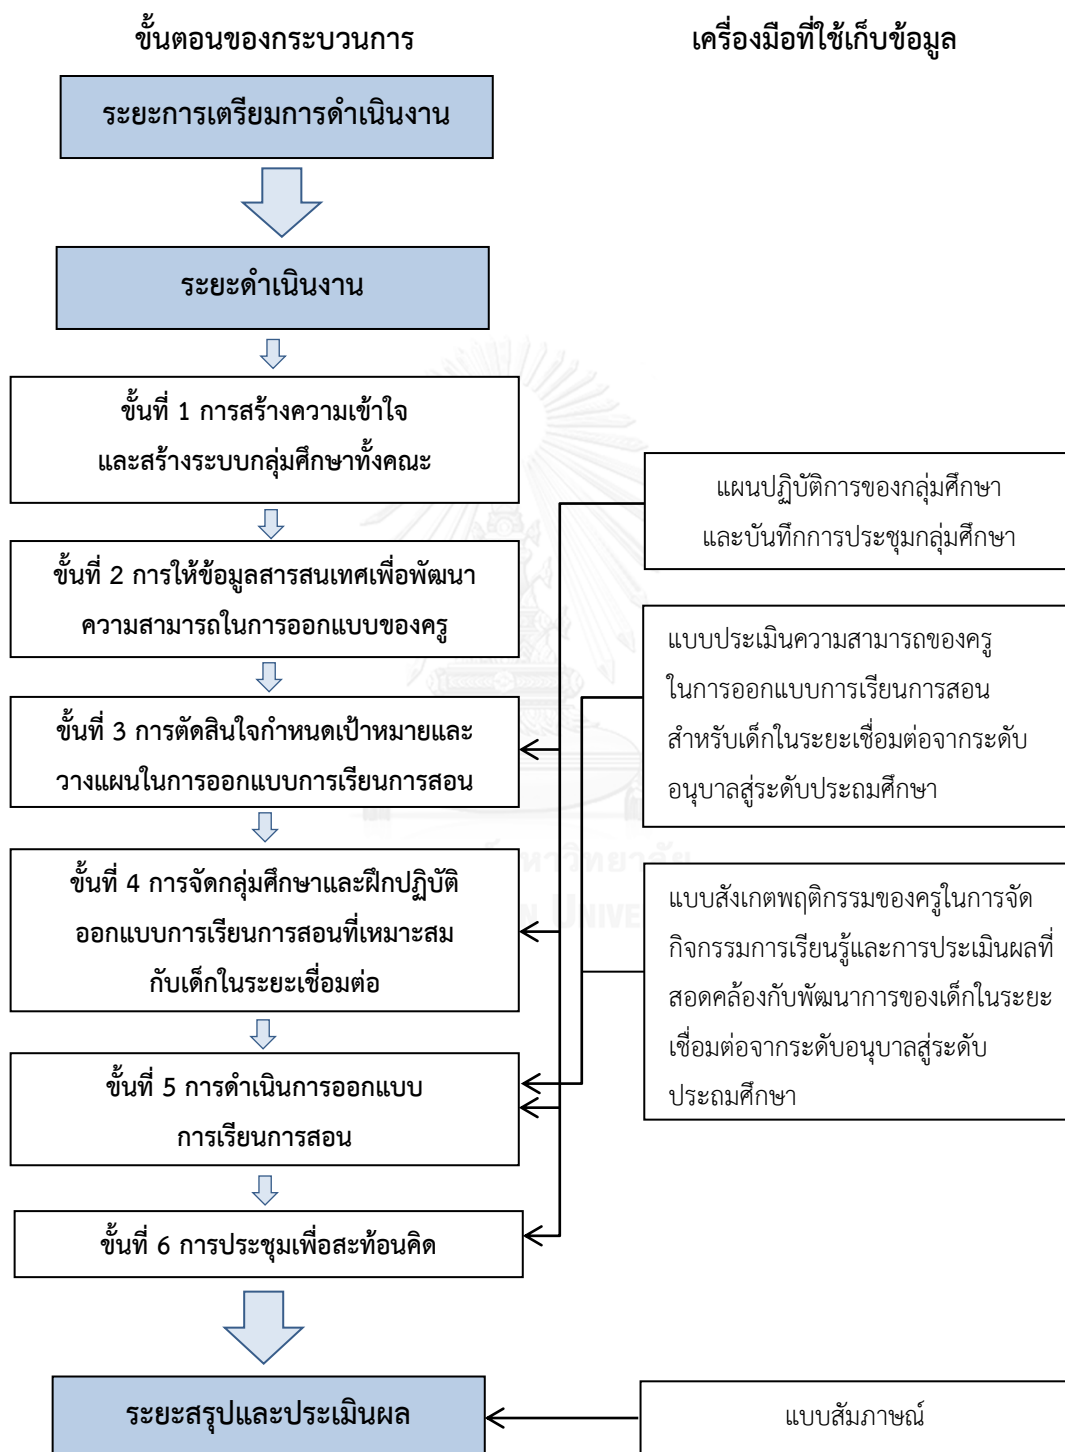 ขั้นตอนของกระบวนการ
เครื่องมือที่ใช้เก็บข้อมูล
ระยะการเตรียมการดำเนินงาน
ระยะดำเนินงาน
ขั้นที่ 1 การสร้างความเข้าใจ
และสร้างระบบกลุ่มศึกษาทั้งคณะ
ขั้นที่ 2 การให้ข้อมูลสารสนเทศเพื่อพัฒนา
ความสามารถในการออกแบบของครู
ขั้นที่ 3 การตัดสินใจกำหนดเป้าหมายและ
วางแผนในการออกแบบการเรียนการสอน
ขั้นที่ 4 การจัดกลุ่มศึกษาและฝึกปฏิบัติ
ออกแบบการเรียนการสอนที่เหมาะสม
กับเด็กในระยะเชื่อมต่อ
ขั้นที่ 5 การดำเนินการออกแบบ
การเรียนการสอน
ขั้นที่ 6 การประชุมเพื่อสะท้อนคิด
ระยะสรุปและประเมินผล
แผนปฏิบัติการของกลุ่มศึกษา
และบันทึกการประชุมกลุ่มศึกษา
แบบประเมินความสามารถของครู
ในการออกแบบการเรียนการสอน
สำหรับเด็กในระยะเชื่อมต่อจากระดับ
อนุบาลสู่ระดับประถมศึกษา
แบบสังเกตพฤติกรรมของครูในการจัด
กิจกรรมการเรียนรู้และการประเมินผลที่
สอดคล้องกับพัฒนาการของเด็กในระยะ
เชื่อมต่อจากระดับอนุบาลสู่ระดับ
ประถมศึกษา
แบบสัมภาษณ์